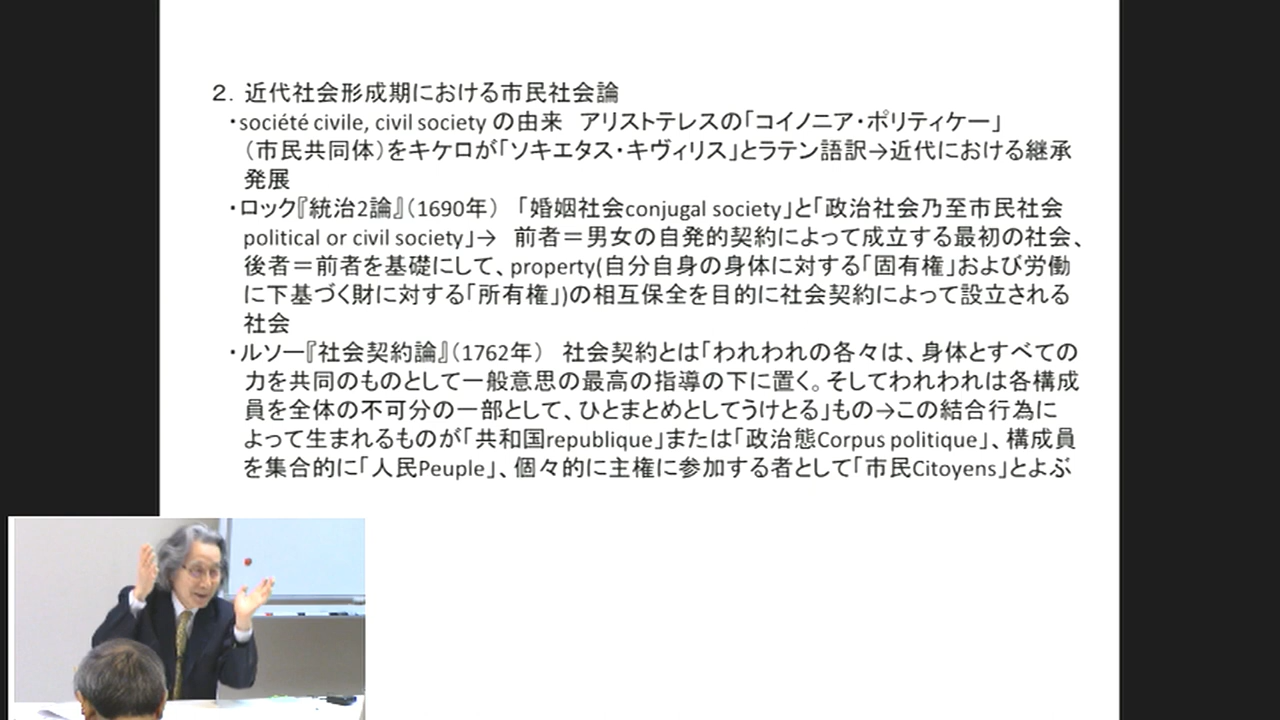 ２．近代社会形成期における市民社会論
・société civile, civil society の由来　アリストテレスの「コイノニア・ポリティケー」
（市民共同体）をキケロが「ソキエタス・キヴィリス」とラテン語訳→近代における継承
発展
・ロック『統治2論』（1690年）　「婚姻社会conjugal society」と「政治社会乃至市民社会
political or civil society」→　前者＝男女の自発的契約によって成立する最初の社会、
後者＝前者を基礎にして、property(自分自身の身体に対する「固有権」および労働
に下基づく財に対する「所有権」)の相互保全を目的に社会契約によって設立される
社会
・ルソー『社会契約論』（1762年）　社会契約とは「われわれの各々は、身体とすべての
力を共同のものとして一般意思の最高の指導の下に置く。そしてわれわれは各構成
員を全体の不可分の一部として、ひとまとめとしてうけとる」もの→この結合行為に
よって生まれるものが「共和国republique」または「政治態Corpus politique」、構成員
を集合的に「人民Peuple」、個々的に主権に参加する者として「市民Citoyens」とよぶ